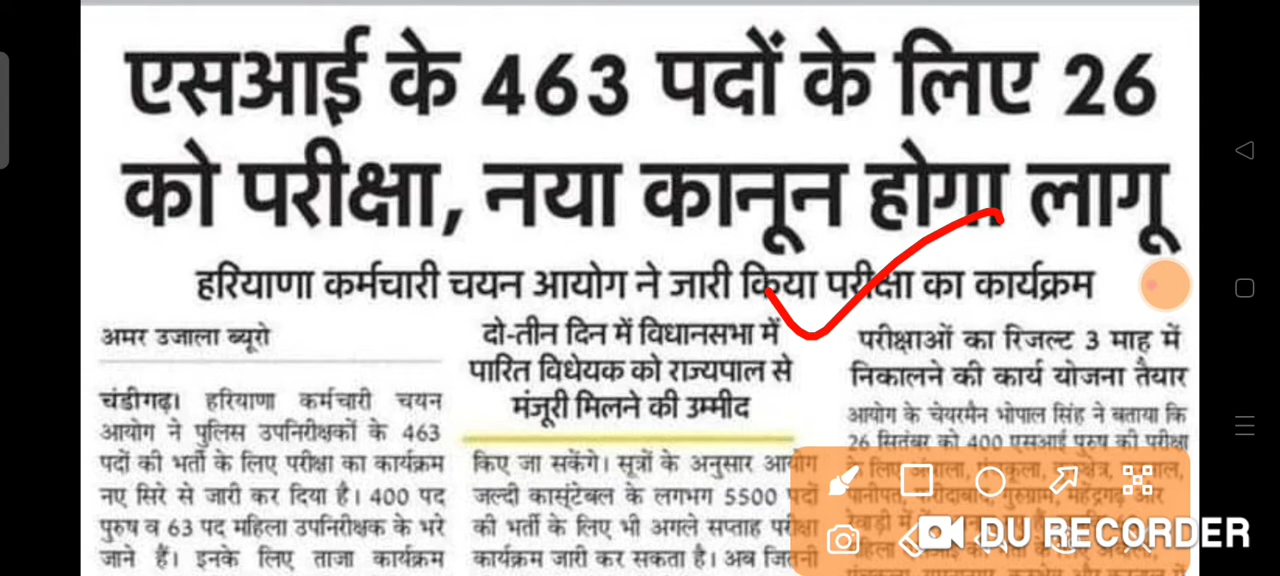 एसआई के 463 पदों के लिए 26
को परीक्षा, नया कानून होगा लागू
हरियाणा कर्मचारी चयन आयोग ने जारी किया परीक्षा का कार्यक्रम
अमर उजाला ब्यूरो
चंडीगढ़। हरियाणा कर्मचारी चयन
आयोग ने पुलिस उपनिरीक्षकों के 463
पदों की भर्ती के लिए परीक्षा का कार्यक्रम
नए सिरे से जारी कर दिया है। 400 पद
पुरुष व 63 पद महिला उपनिरीक्षक के भरे
जाने हैं। इनके लिए ताजा कार्यक्रम
दो-तीन दिन में विधानसभा में
पारित विधेयक को राज्यपाल से
मंजूरी मिलने की उम्मीद
किए जा सकेंगे। सूत्रों के अनुसार आयोग
जल्दी कास्ंटेबल के लगभग 5500 पदों
की भर्ती के लिए भी अगले सप्ताह परीक्षा
कार्यक्रम जारी कर सकता है। अब जितनी
परीक्षाओं का रिजल्ट 3 माह में
निकालने की कार्य योजना तैयार
आयोग के चेयरमैन भोपाल सिंह ने बताया कि
26 सितंबर को 400 एसआई पुरुष की परीक्षा
DU RECORDER